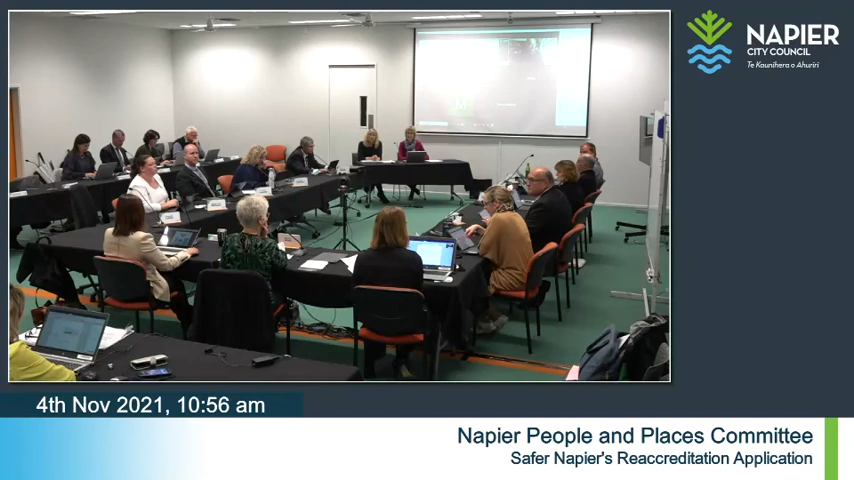 NAPIER
CITY COUNCIL
Te Kaunihera o Ahuriri
4th Nov 2021, 10:56 am
Napier People and Places Committee
Safer Napier's Reaccreditation Application